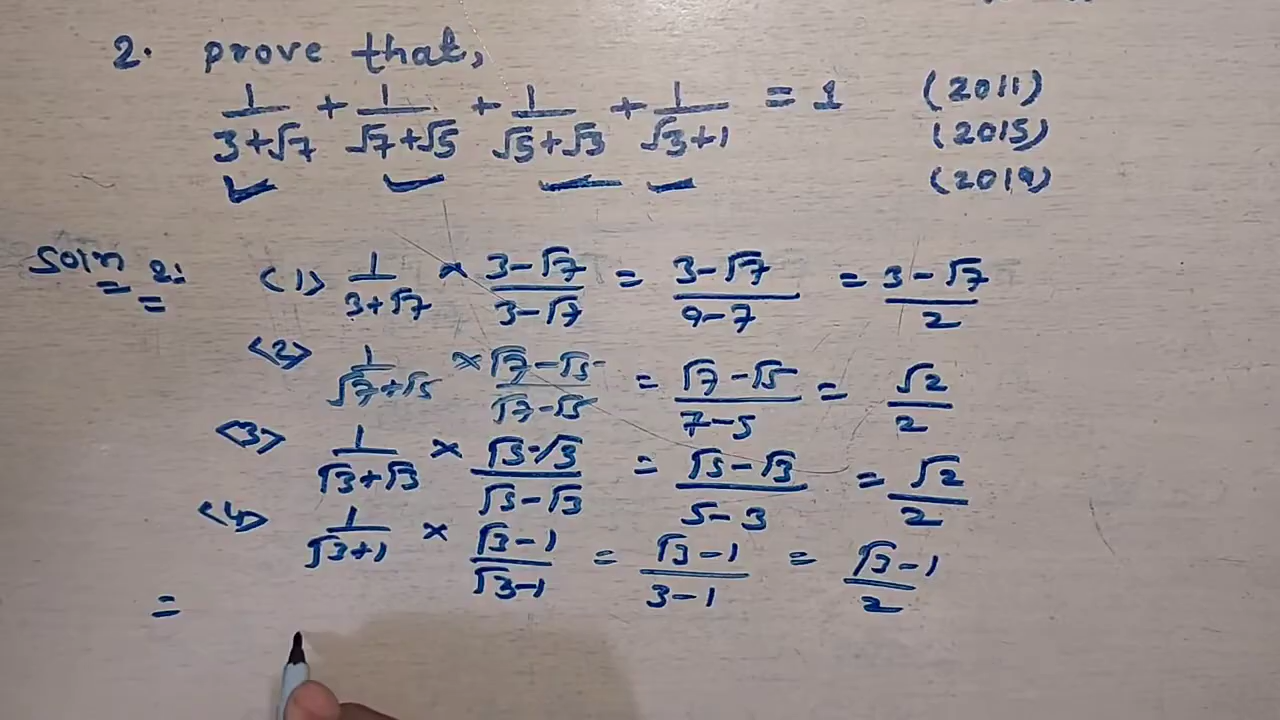 2. prove that,
1/(3+√7) + 1/(√7+√5) + 1/(√5+√3) + 1/(√3+1) = 1 (2011)
(2015)
(2019)
Soln 2: <1> 1/(3+√7) × (3-√7)/(3-√7) = (3-√7)/(9-7) = (3-√7)/2
<2> 1/(√7+√5) × (√7-√5)/(√7-√5) = (√7-√5)/(7-5) = √2/2
<3> 1/(√5+√3) × (√5-√3)/(√5-√3) = (√5-√3)/(5-3) = √2/2
<4> 1/(√3+1) × (√3-1)/(√3-1) = (√3-1)/(3-1) = (√3-1)/2
=